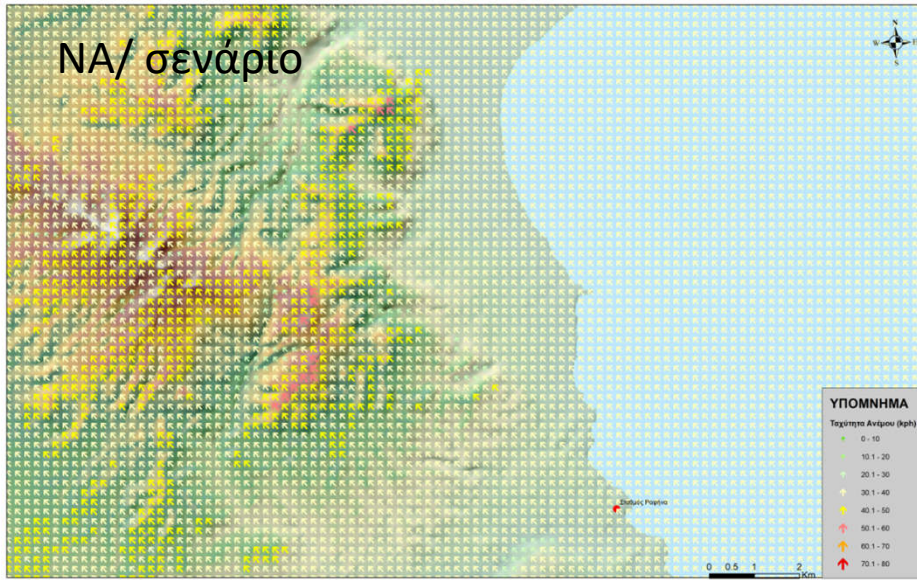 ΝΑ/ σενάριο
N
W E
S
Σταθμός Ραφήνα
ΥΠΟΜΝΗΜΑ
Ταχύτητα Ανέμου (kph)
0 - 10
10.1 - 20
20.1 - 30
30.1 - 40
40.1 - 50
50.1 - 60
60.1 - 70
70.1 - 80
0 0.5 1 2
Km